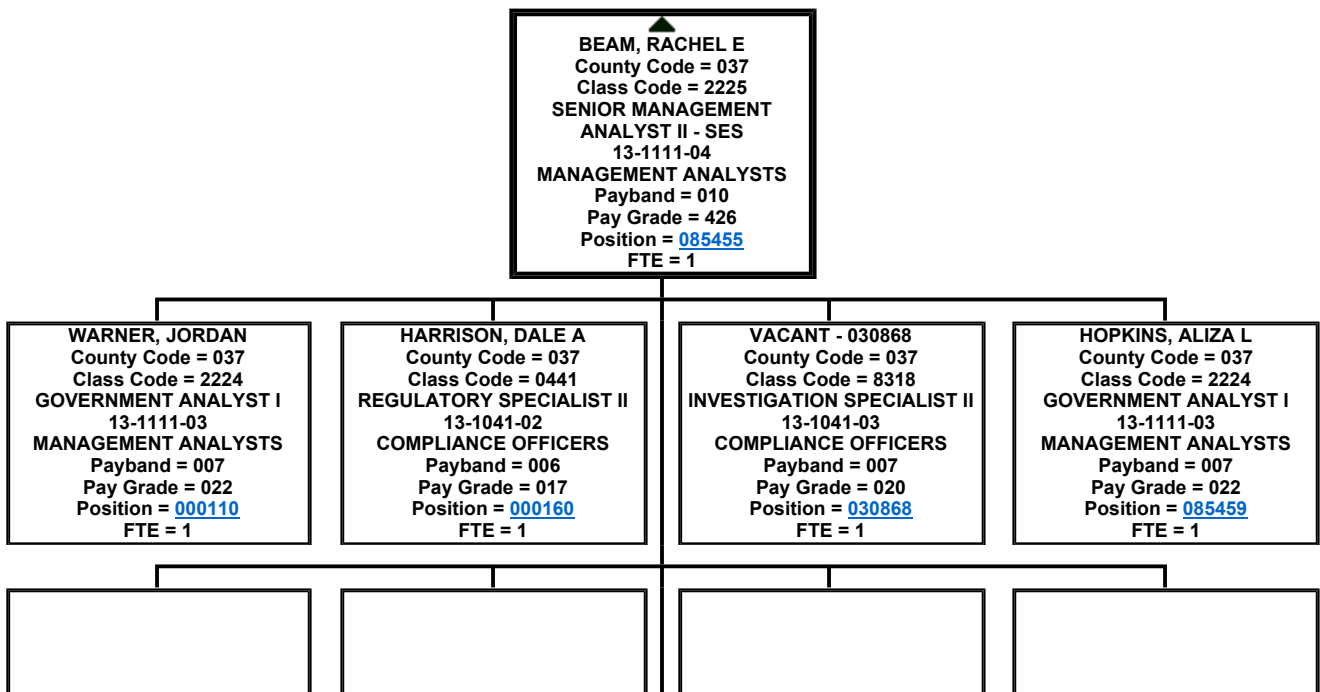 BEAM, RACHEL E
County Code = 037
Class Code = 2225
SENIOR MANAGEMENT
ANALYST II - SES
13-1111-04
MANAGEMENT ANALYSTS
Payband = 010
Pay Grade = 426
Position = 085455
FTE = 1
WARNER, JORDAN
County Code = 037
Class Code = 2224
GOVERNMENT ANALYST I
13-1111-03
MANAGEMENT ANALYSTS
Payband = 007
Pay Grade = 022
Position = 000110
FTE = 1
HARRISON, DALE A
County Code = 037
Class Code = 0441
REGULATORY SPECIALIST II
13-1041-02
COMPLIANCE OFFICERS
Payband = 006
Pay Grade = 017
Position = 000160
FTE = 1
VACANT - 030868
County Code = 037
Class Code = 8318
INVESTIGATION SPECIALIST II
13-1041-03
COMPLIANCE OFFICERS
Payband = 007
Pay Grade = 020
Position = 030868
FTE = 1
HOPKINS, ALIZA L
County Code = 037
Class Code = 2224
GOVERNMENT ANALYST I
13-1111-03
MANAGEMENT ANALYSTS
Payband = 007
Pay Grade = 022
Position = 085459
FTE = 1